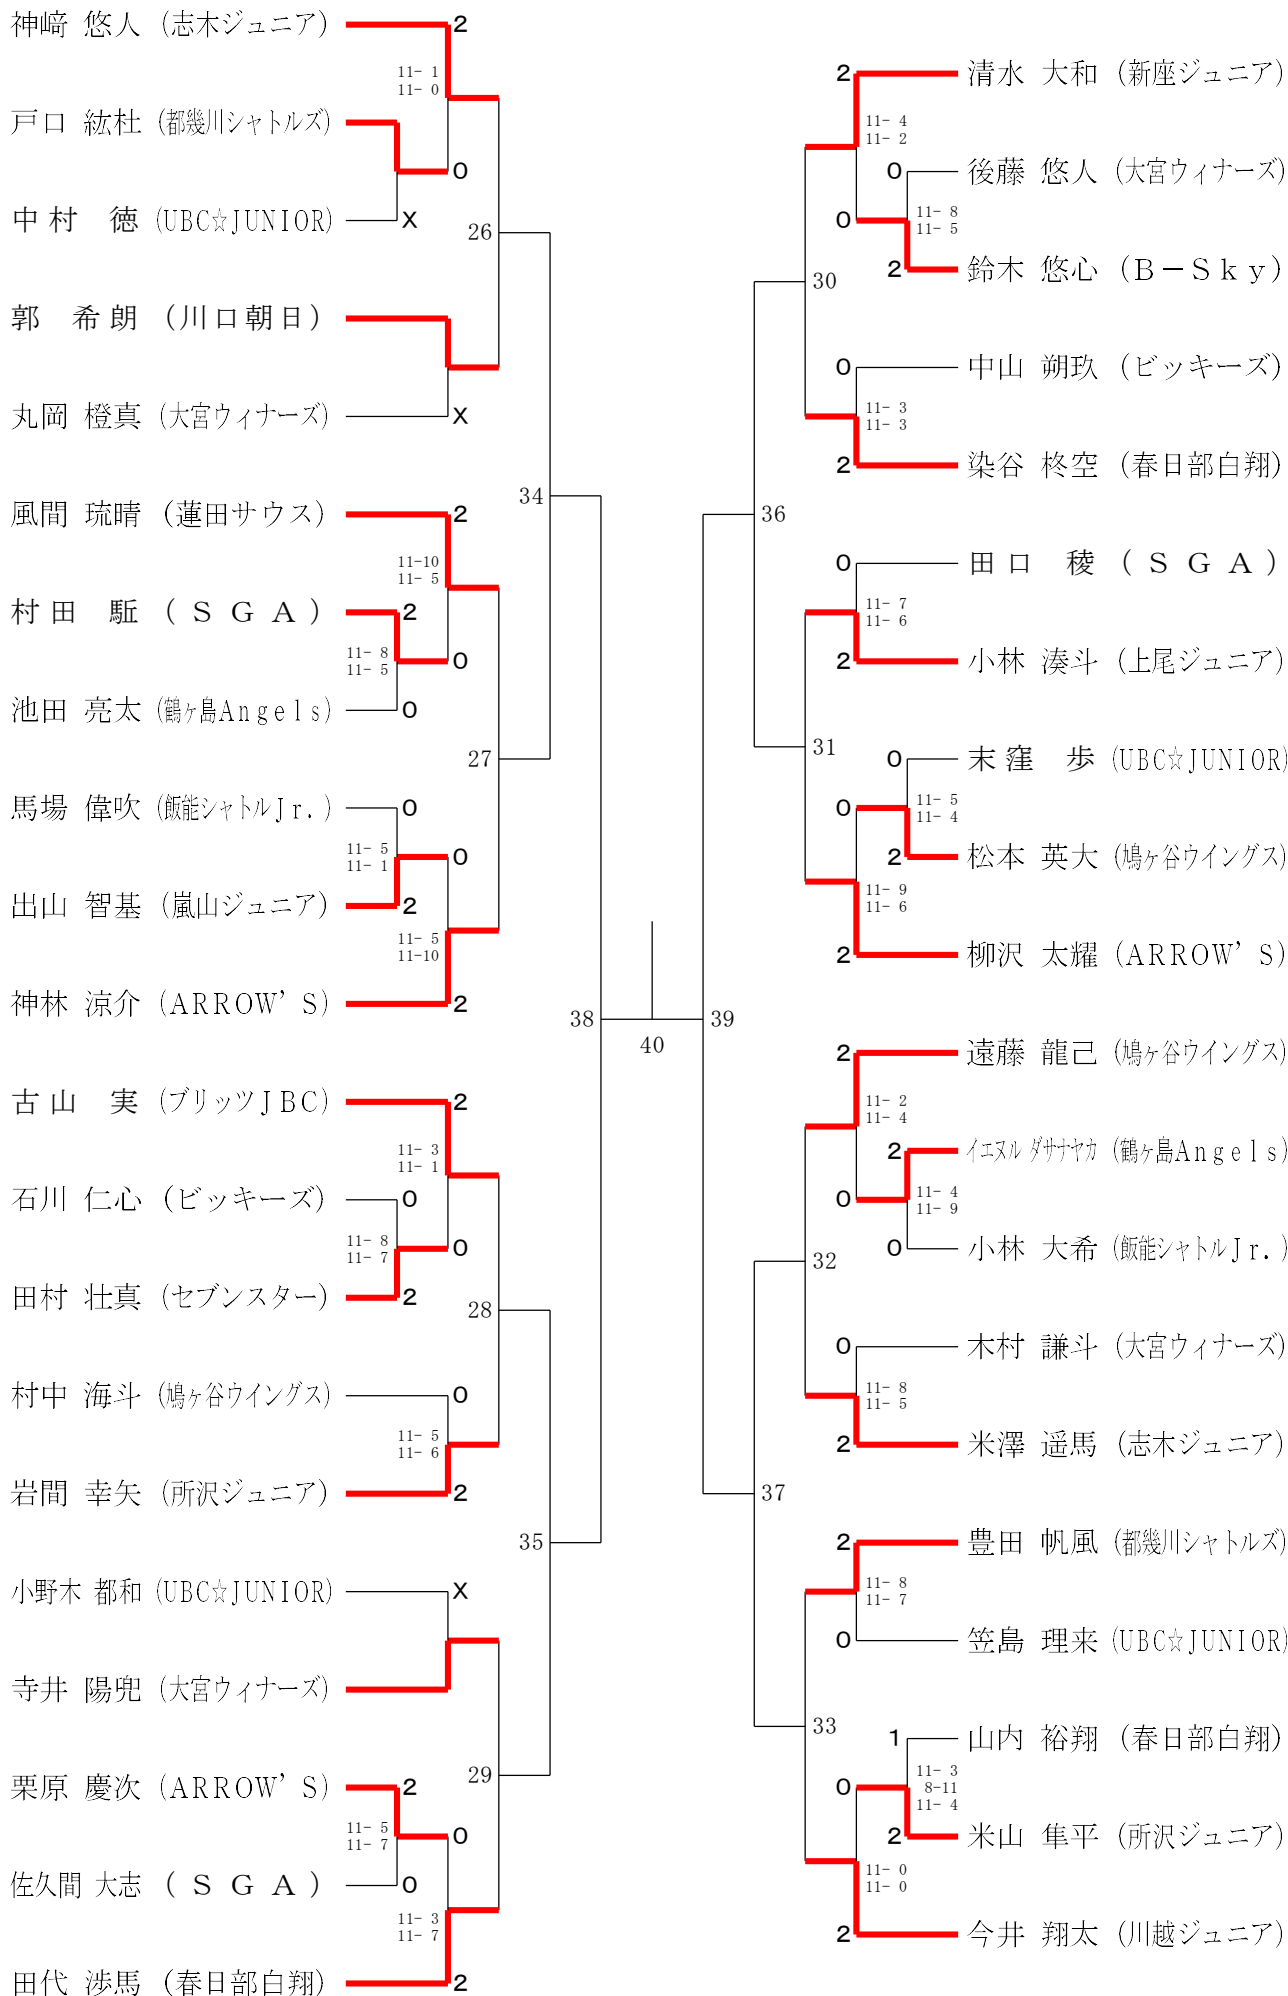 神﨑 悠人 (志木ジュニア) 2
11- 1
11- 0
戸口 紘杜 (都幾川シャトルズ)
0
中村 徳 (UBC☆JUNIOR) X
26
郭 希朗 (川口朝日)
丸岡 橙真 (大宮ウィナーズ) X
34
風間 琉晴 (蓮田サウス) 2
11-10
11- 5
村田 駈 (SGA) 2
11- 8
11- 5
0
池田 亮太 (鶴ヶ島Angels) 0
27
馬場 偉吹 (飯能シャトルJr.) 0
11- 5
11- 1
0
出山 智基 (嵐山ジュニア) 2
11- 5
11-10
神林 涼介 (ARROW’S) 2
38
古山 実 (ブリッツJBC) 2
11- 3
11- 1
石川 仁心 (ビッキーズ) 0
11- 8
11- 7
0
田村 壮真 (セブンスター) 2
28
村中 海斗 (鳩ヶ谷ウイングス) 0
11- 5
11- 6
岩間 幸矢 (所沢ジュニア) 2
35
小野木 都和 (UBC☆JUNIOR) X
寺井 陽兜 (大宮ウィナーズ)
29
栗原 慶次 (ARROW’S) 2
11- 5
11- 7
0
佐久間 大志 (SGA) 0
11- 3
11- 7
田代 渉馬 (春日部白翔) 2
40
2 清水 大和 (新座ジュニア)
11- 4
11- 2
0 後藤 悠人 (大宮ウィナーズ)
0
11- 8
11- 5
2 鈴木 悠心 (B－Sky)
30
0 中山 朔玖 (ビッキーズ)
11- 3
11- 3
2 染谷 柊空 (春日部白翔)
36
0 田口 稜 (SGA)
11- 7
11- 6
2 小林 湊斗 (上尾ジュニア)
31
0 末窪 歩 (UBC☆JUNIOR)
0
11- 5
11- 4
2 松本 英大 (鳩ヶ谷ウイングス)
11- 9
11- 6
2 柳沢 太耀 (ARROW’S)
39
2 遠藤 龍己 (鳩ヶ谷ウイングス)
11- 2
11- 4
2 イエヌル ダサナヤカ (鶴ヶ島Angels)
0
11- 4
11- 9
0 小林 大希 (飯能シャトルJr.)
32
0 木村 謙斗 (大宮ウィナーズ)
11- 8
11- 5
2 米澤 遥馬 (志木ジュニア)
37
2 豊田 帆風 (都幾川シャトルズ)
11- 8
11- 7
0 笠島 理来 (UBC☆JUNIOR)
33
1 山内 裕翔 (春日部白翔)
0
11- 3
8-11
11- 4
2 米山 隼平 (所沢ジュニア)
11- 0
11- 0
2 今井 翔太 (川越ジュニア)